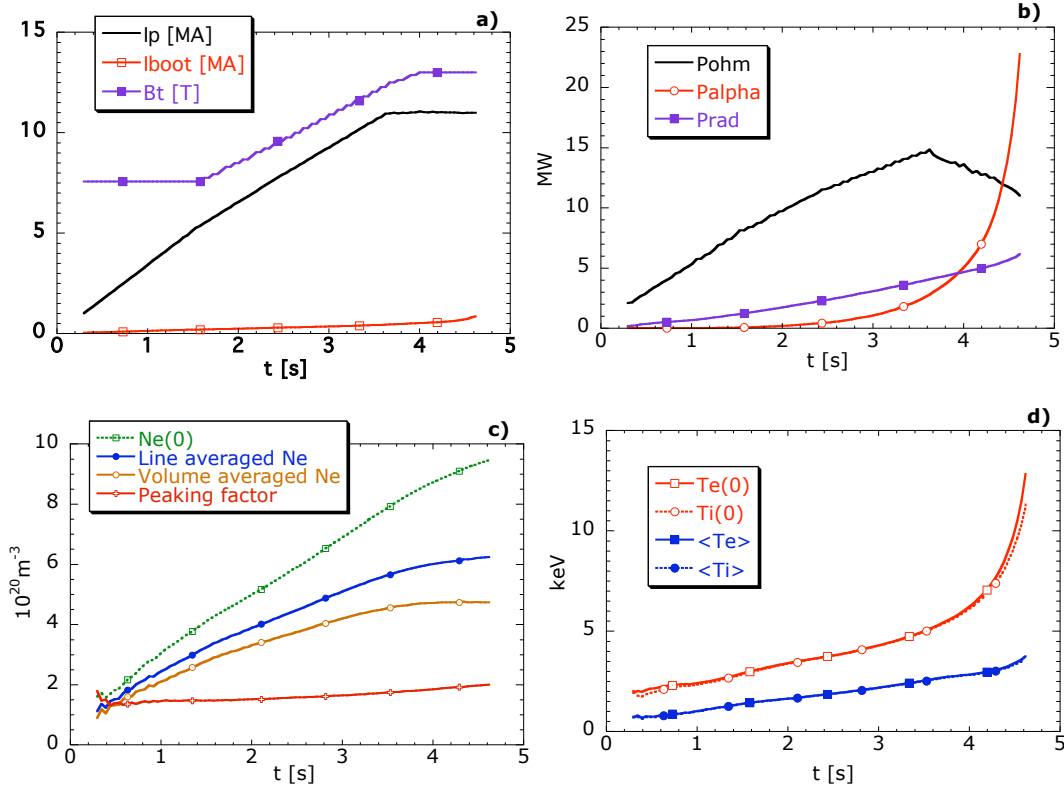 a)
Ip [MA]
Iboot [MA]
Bt [T]
15
10
5
0
0 1 2 3 4 5
t [s]
b)
Pohm
Palpha
Prad
MW
25
20
15
10
5
0
0 1 2 3 4 5
t [s]
c)
Ne(0)
Line averaged Ne
Volume averaged Ne
Peaking factor
10²⁰m⁻³
10
8
6
4
2
0
0 1 2 3 4 5
t [s]
d)
Te(0)
Ti(0)
<Te>
<Ti>
keV
15
10
5
0
0 1 2 3 4 5
t [s]